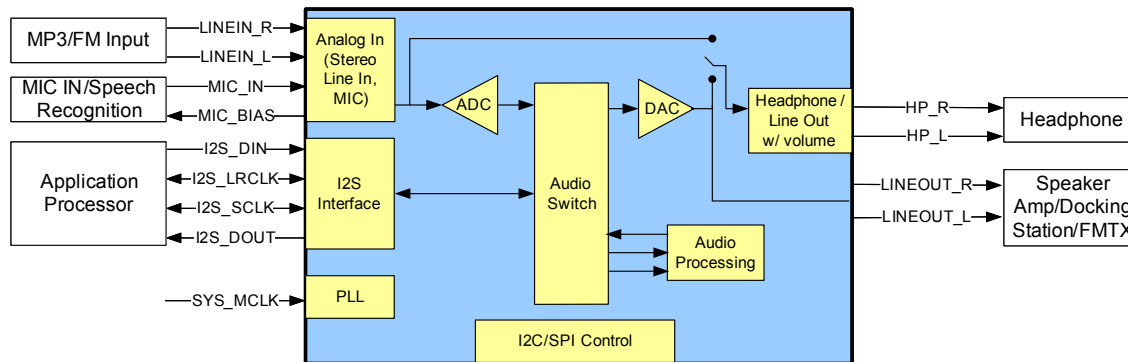 MP3/FM Input
LINEIN_R
LINEIN_L
MIC IN/Speech
Recognition
MIC_IN
MIC_BIAS
Application
Processor
I2S_DIN
I2S_LRCLK
I2S_SCLK
I2S_DOUT
SYS_MCLK
Analog In
(Stereo
Line In,
MIC)
I2S
Interface
PLL
ADC
Audio
Switch
DAC
Audio
Processing
I2C/SPI Control
Headphone /
Line Out
w/ volume
HP_R
HP_L
LINEOUT_R
LINEOUT_L
Headphone
Speaker
Amp/Docking
Station/FMTX